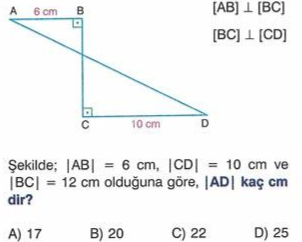 A 6 cm B
[AB] ⊥ [BC]
[BC] ⊥ [CD]
C 10 cm D
Şekilde; |AB| = 6 cm, |CD| = 10 cm ve
|BC| = 12 cm olduğuna göre, |AD| kaç cm
dir?
A) 17 B) 20 C) 22 D) 25